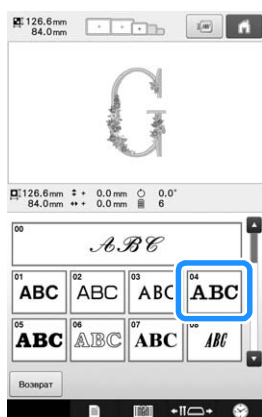 126.6mm
84.0mm
G
126.6mm + 0.0mm 0.0°
84.0mm + 0.0mm 6
00
ABC
01 02 03 04
ABC ABC ABC ABC
05 06 07 08
ABC ABC ABC ABC
Возврат